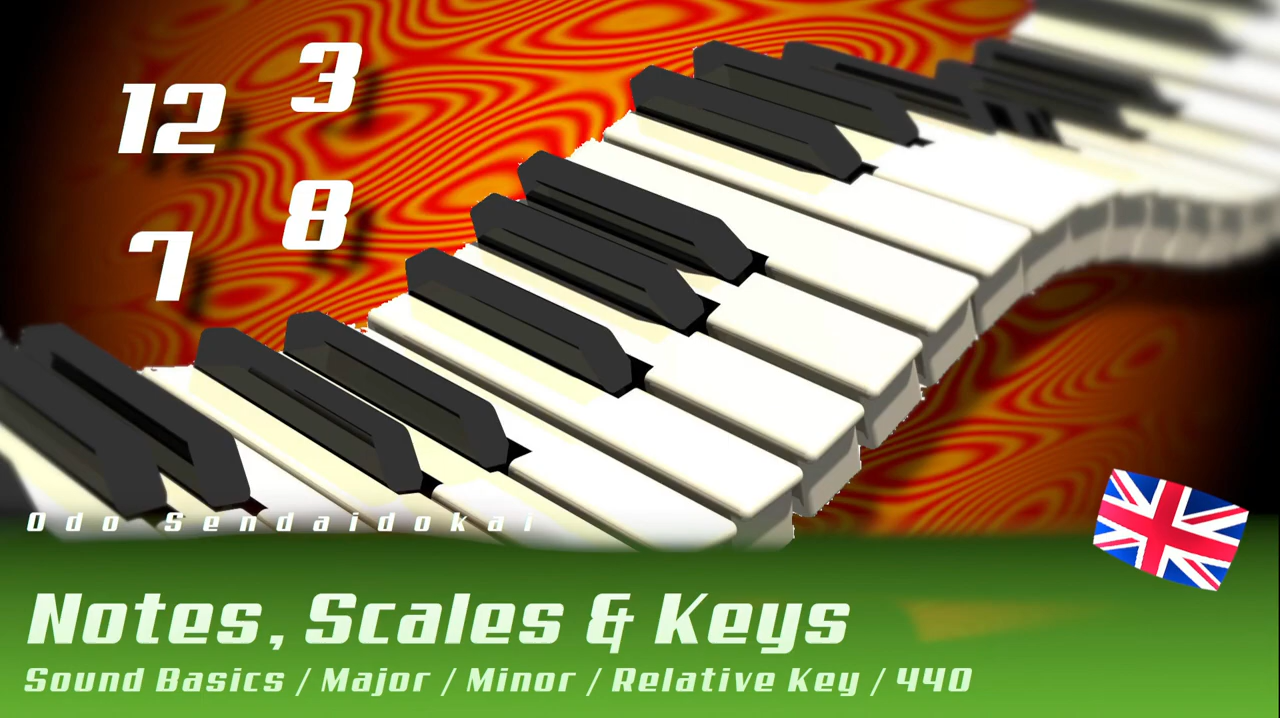 3
12
8
7
Odo Sendaidokai
Notes, Scales & Keys
Sound Basics / Major / Minor / Relative Key / 440